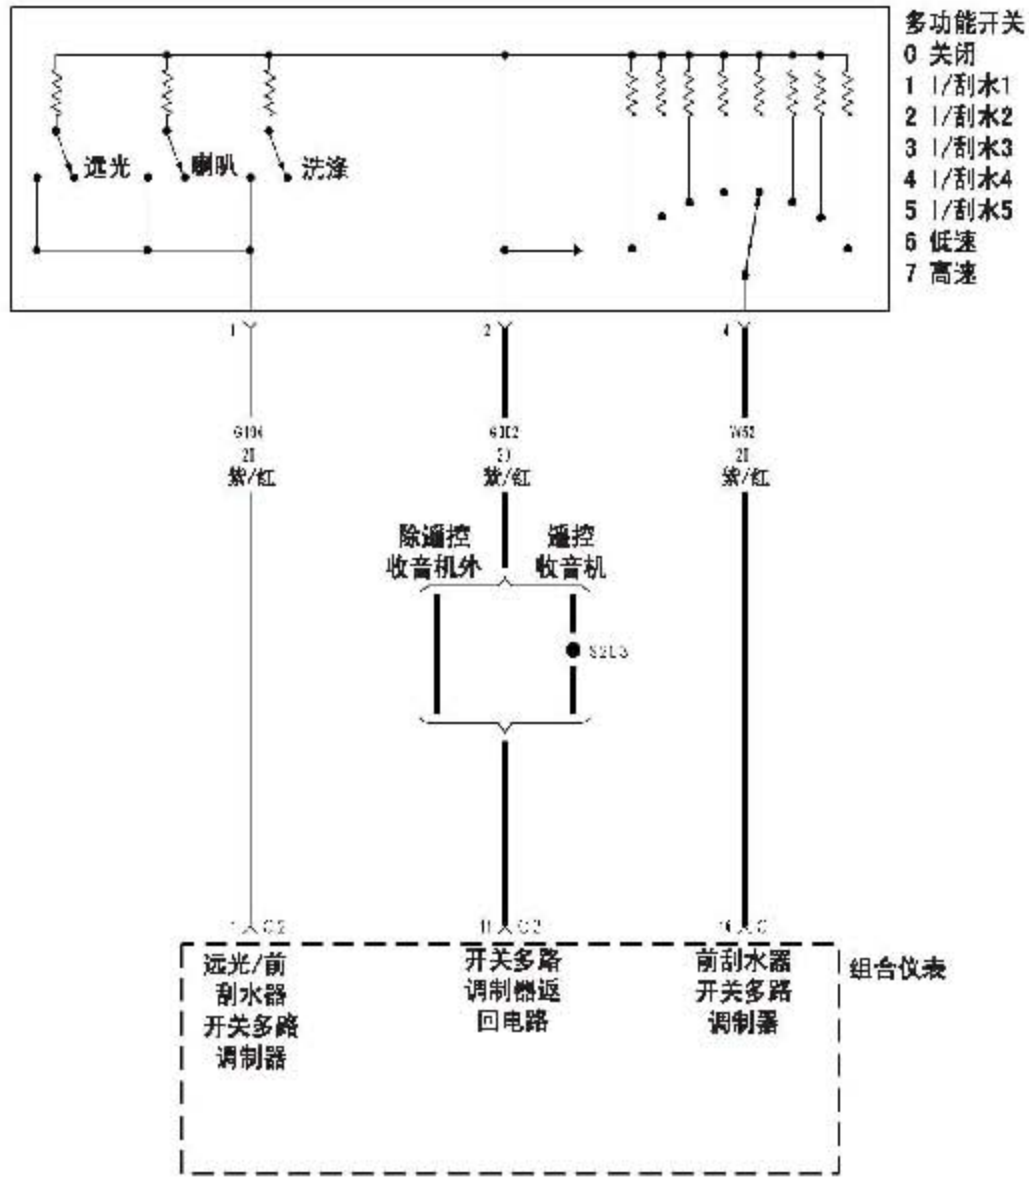 多功能开关
0 关闭
1 I/刮水1
2 I/刮水2
3 I/刮水3
4 I/刮水4
5 I/刮水5
6 低速
7 高速
远光
喇叭
洗涤
1
2
4
20
紫/红
紫/红
紫/红
除遥控
收音机外
遥控
收音机
远光/前
刮水器
开关多路
调制器
开关多路
调制器返
回电路
前刮水器
开关多路
调制器
组合仪表